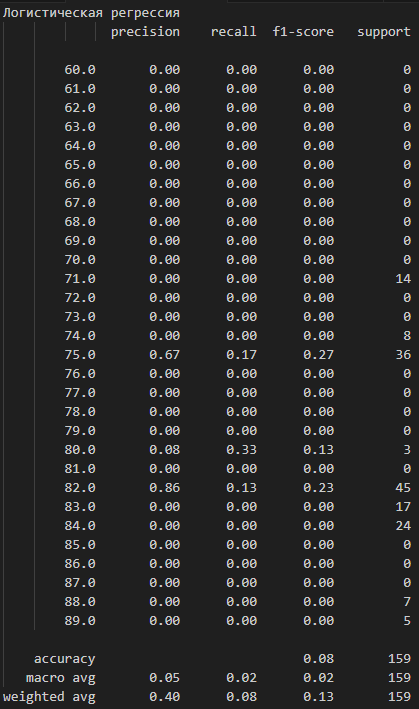 Логистическая регрессия
precision recall f1-score support
60.0 0.00 0.00 0.00 0
61.0 0.00 0.00 0.00 0
62.0 0.00 0.00 0.00 0
63.0 0.00 0.00 0.00 0
64.0 0.00 0.00 0.00 0
65.0 0.00 0.00 0.00 0
66.0 0.00 0.00 0.00 0
67.0 0.00 0.00 0.00 0
68.0 0.00 0.00 0.00 0
69.0 0.00 0.00 0.00 0
70.0 0.00 0.00 0.00 0
71.0 0.00 0.00 0.00 14
72.0 0.00 0.00 0.00 0
73.0 0.00 0.00 0.00 0
74.0 0.00 0.00 0.00 8
75.0 0.67 0.17 0.27 36
76.0 0.00 0.00 0.00 0
77.0 0.00 0.00 0.00 0
78.0 0.00 0.00 0.00 0
79.0 0.00 0.00 0.00 0
80.0 0.08 0.33 0.13 3
81.0 0.00 0.00 0.00 0
82.0 0.86 0.13 0.23 45
83.0 0.00 0.00 0.00 17
84.0 0.00 0.00 0.00 24
85.0 0.00 0.00 0.00 0
86.0 0.00 0.00 0.00 0
87.0 0.00 0.00 0.00 0
88.0 0.00 0.00 0.00 7
89.0 0.00 0.00 0.00 5
accuracy 0.08 159
macro avg 0.05 0.02 0.02 159
weighted avg 0.40 0.08 0.13 159